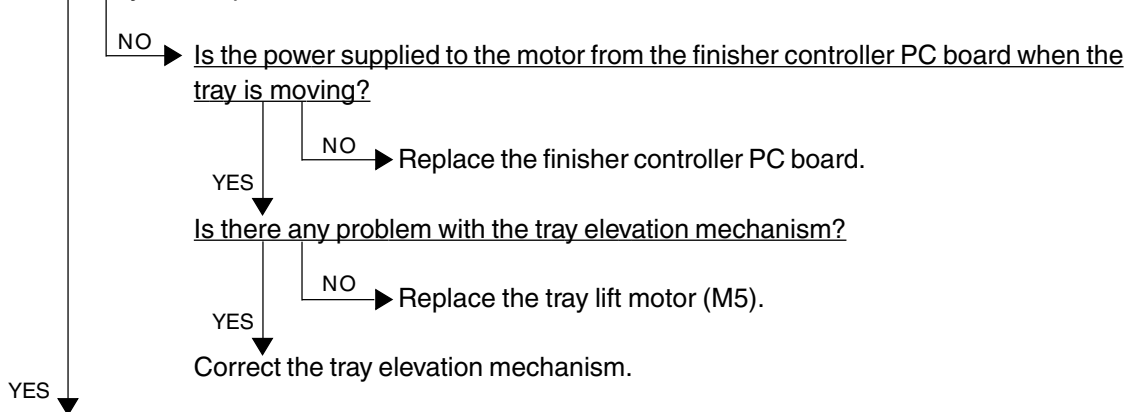 NO
Is the power supplied to the motor from the finisher controller PC board when the
tray is moving?
NO
Replace the finisher controller PC board.
YES
Is there any problem with the tray elevation mechanism?
NO
Replace the tray lift motor (M5).
YES
Correct the tray elevation mechanism.
YES